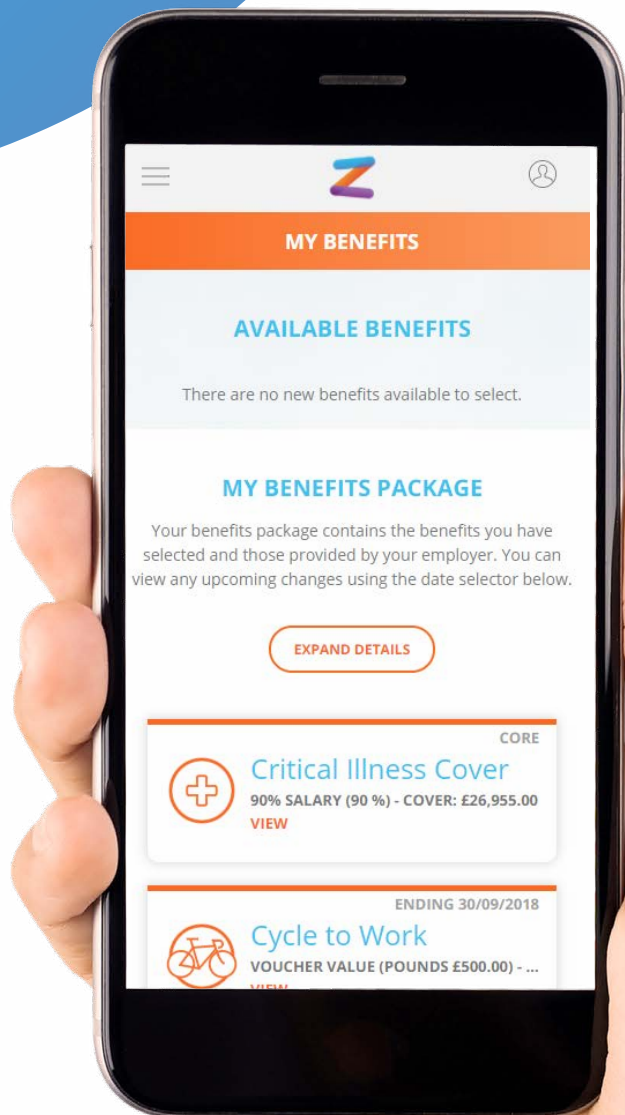 Z
MY BENEFITS
AVAILABLE BENEFITS
There are no new benefits available to select.
MY BENEFITS PACKAGE
Your benefits package contains the benefits you have
selected and those provided by your employer. You can
view any upcoming changes using the date selector below.
EXPAND DETAILS
CORE
Critical Illness Cover
90% SALARY (90 %) - COVER: £26,955.00
VIEW
ENDING 30/09/2018
Cycle to Work
VOUCHER VALUE (POUNDS £500.00) - ...
VIEW